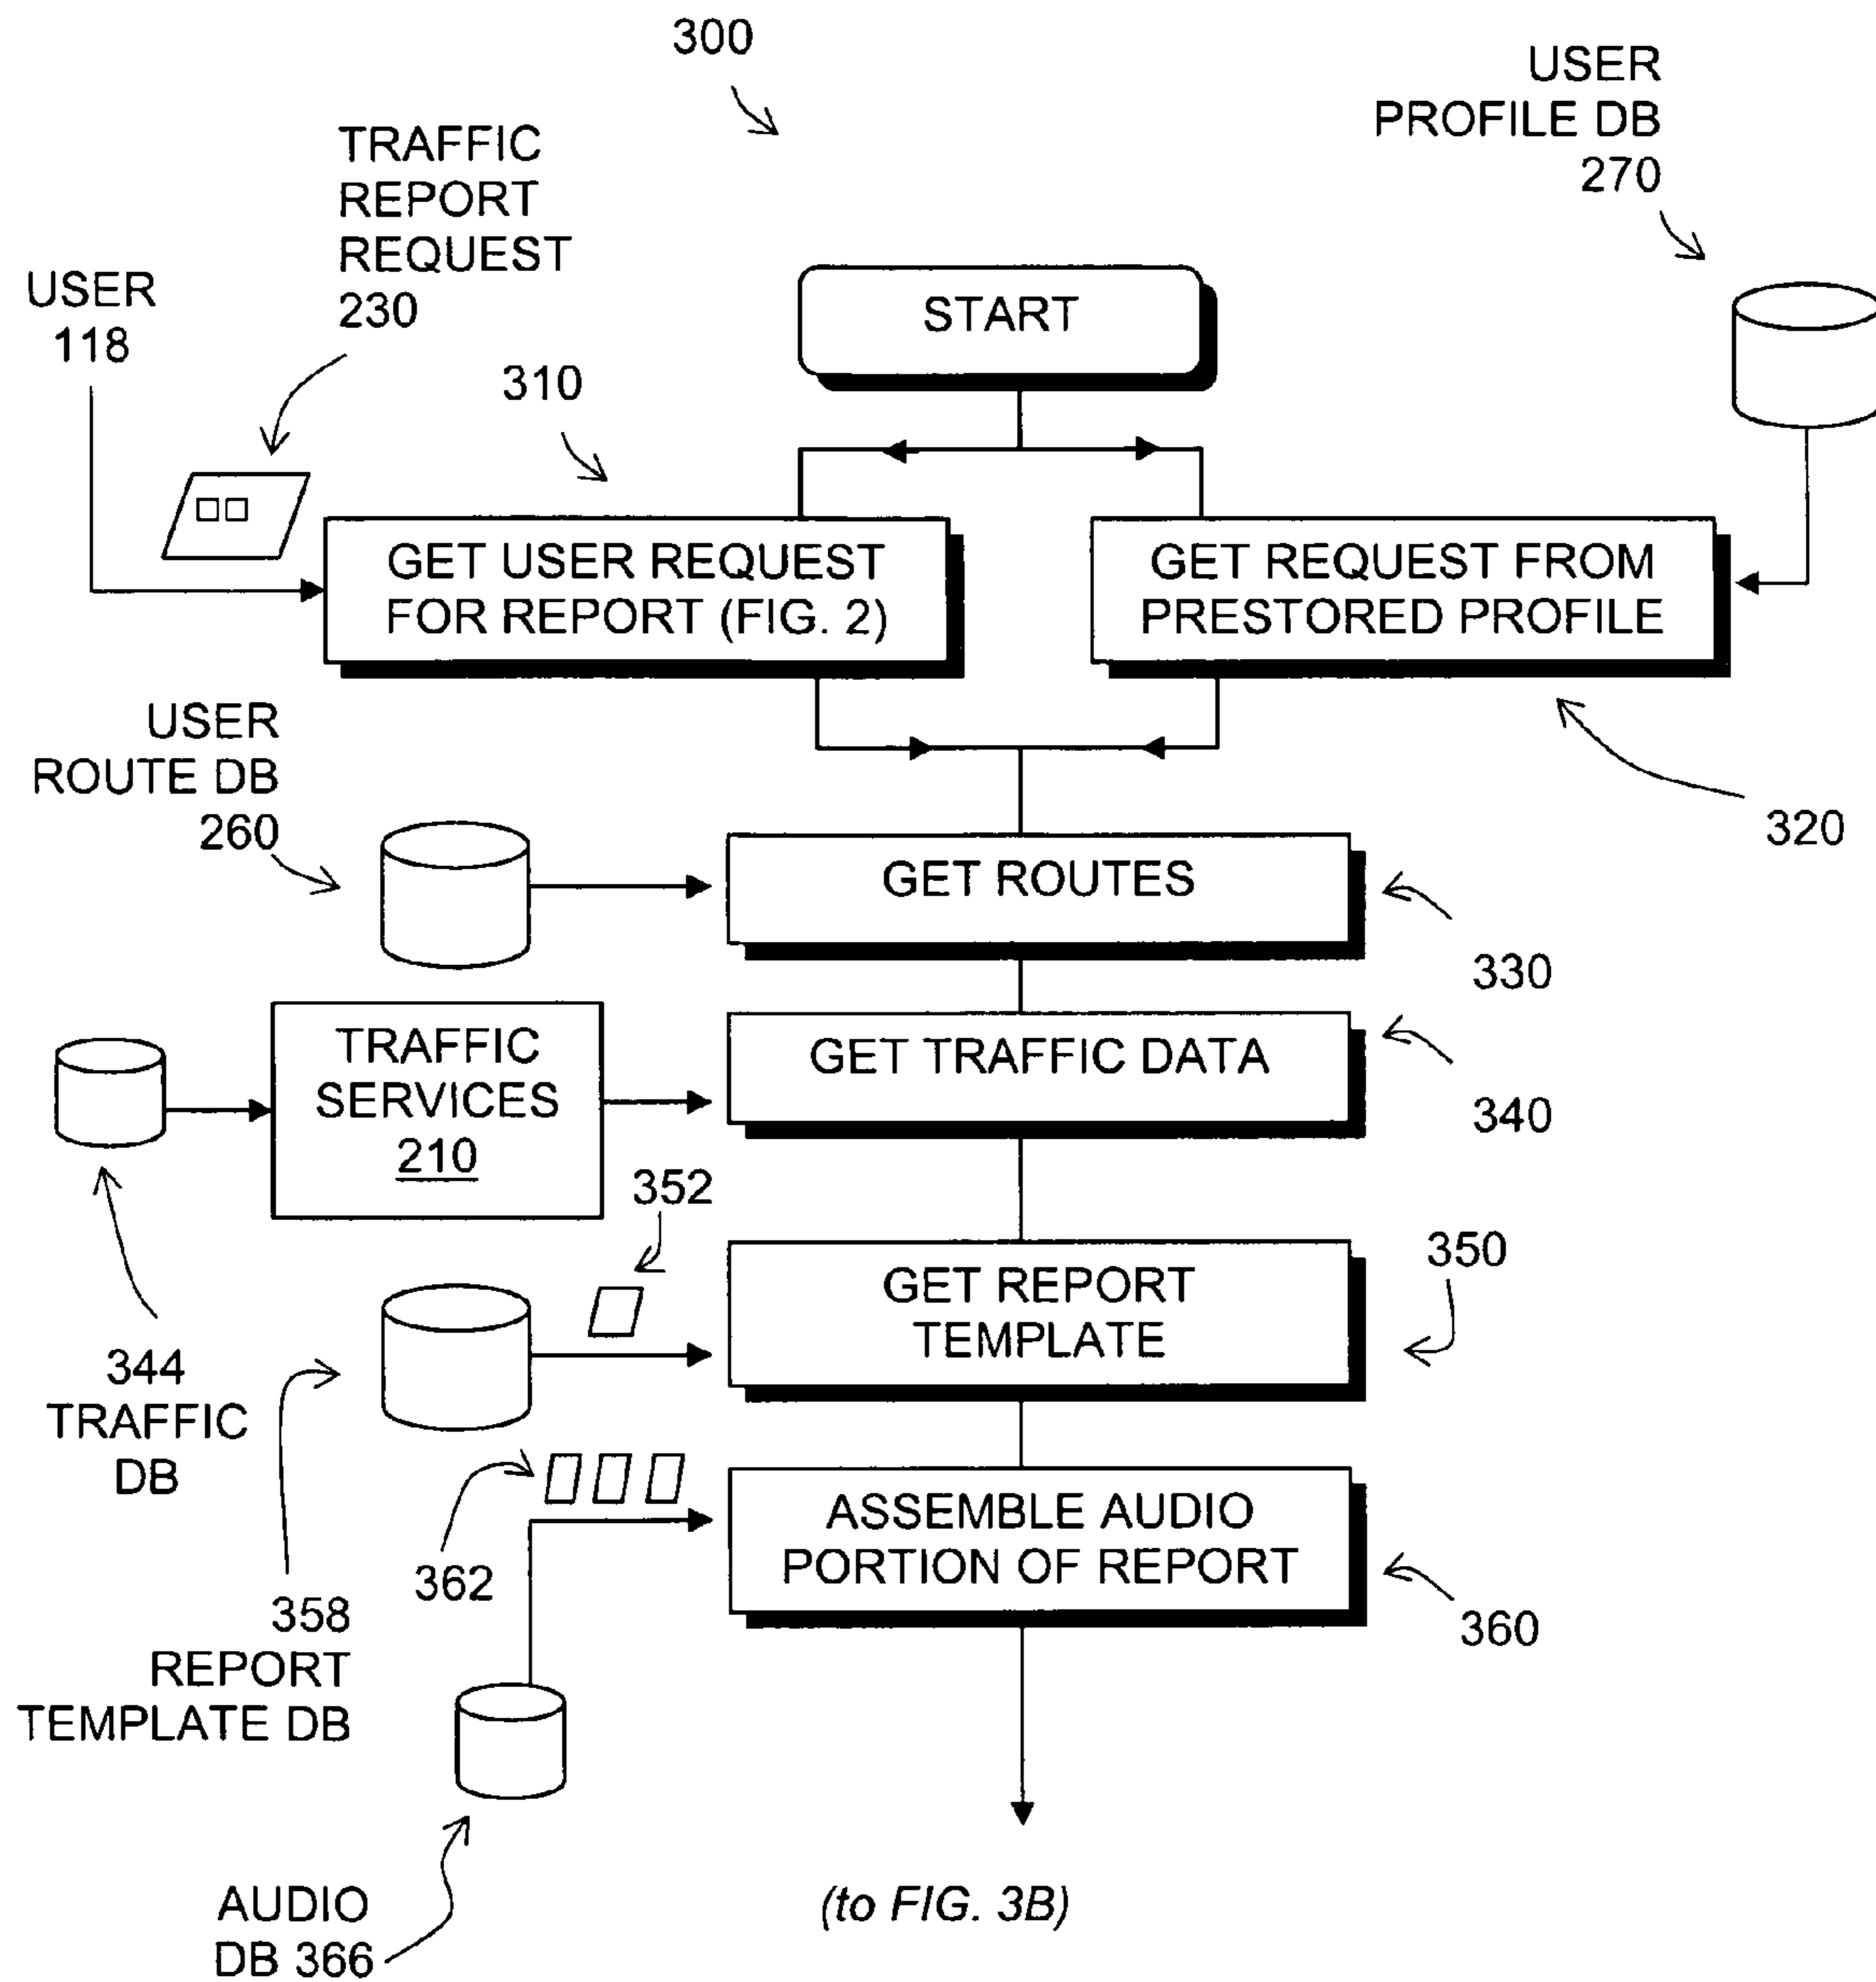 300
USER
PROFILE DB
270
TRAFFIC
REPORT
REQUEST
230
USER
118
START
310
GET USER REQUEST
FOR REPORT (FIG. 2)
GET REQUEST FROM
PRESTORED PROFILE
320
USER
ROUTE DB
260
GET ROUTES
330
TRAFFIC
SERVICES
210
GET TRAFFIC DATA
340
352
GET REPORT
TEMPLATE
350
344
TRAFFIC
DB
362
ASSEMBLE AUDIO
PORTION OF REPORT
360
358
REPORT
TEMPLATE DB
AUDIO
DB 366
(to FIG. 3B)